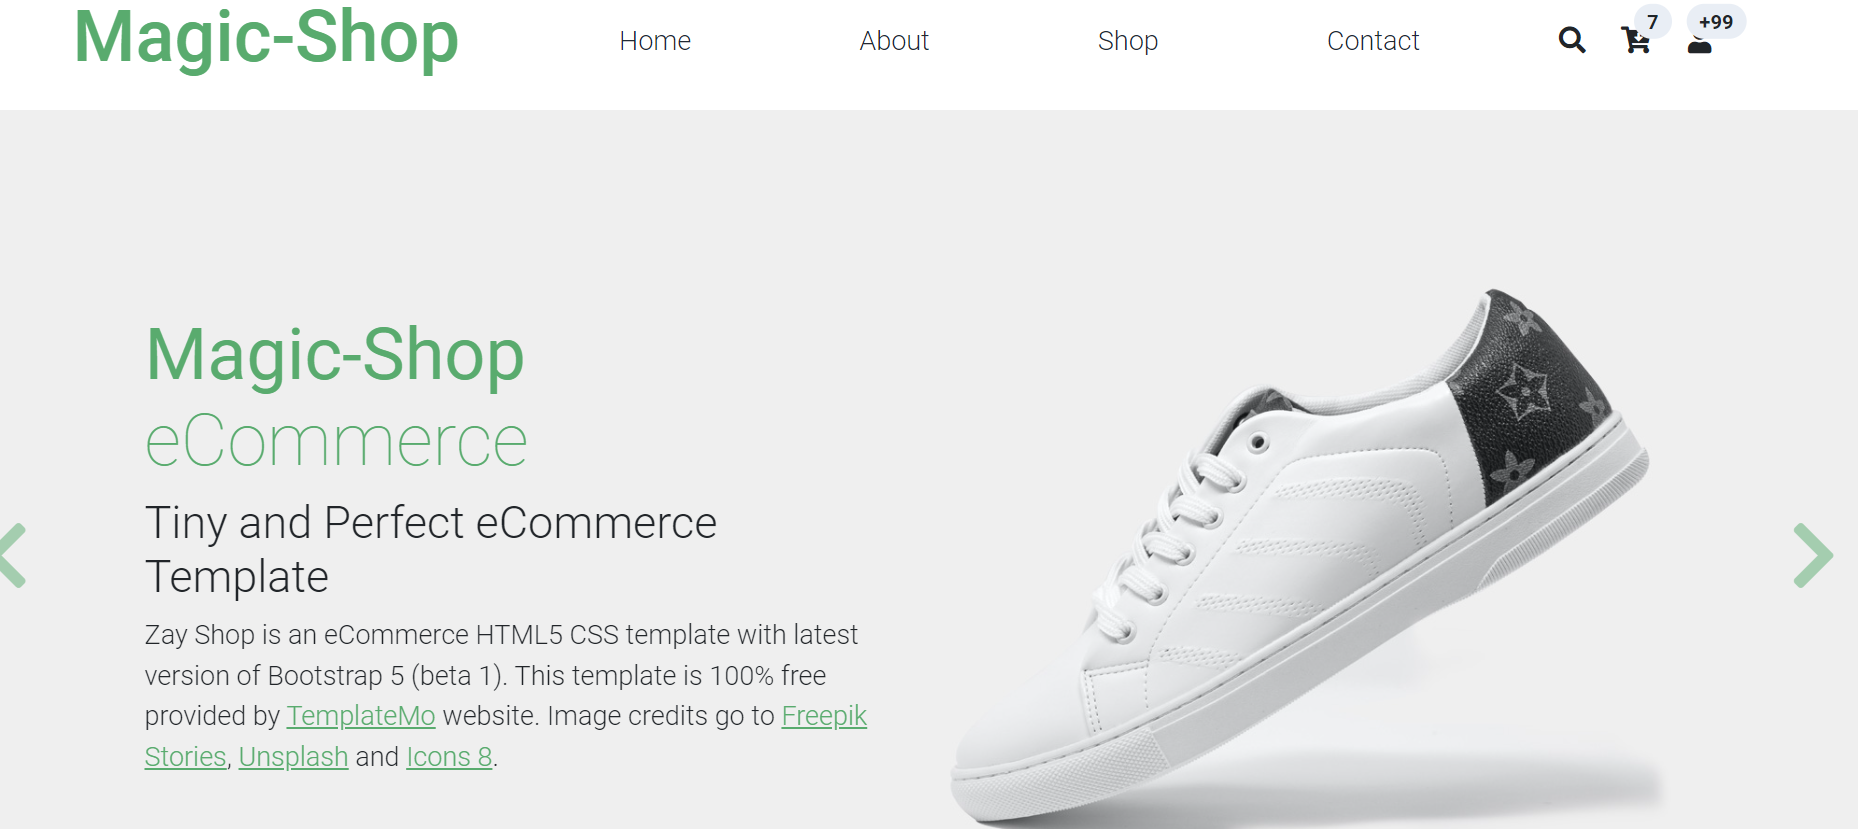 Magic-Shop
Home
About
Shop
Contact
7
+99
Magic-Shop
eCommerce
Tiny and Perfect eCommerce
Template
Zay Shop is an eCommerce HTML5 CSS template with latest
version of Bootstrap 5 (beta 1). This template is 100% free
provided by TemplateMo website. Image credits go to Freepik
Stories, Unsplash and Icons 8.